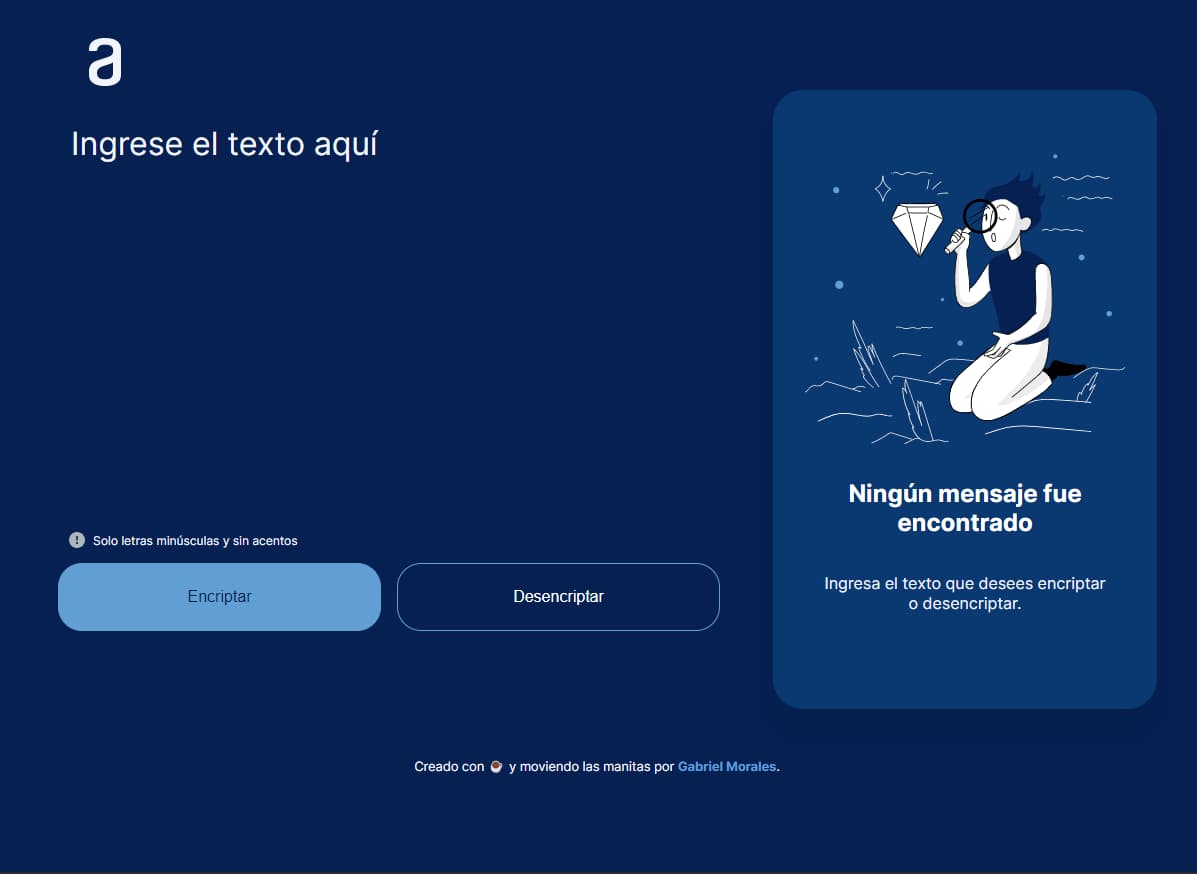 a
Ingrese el texto aquí
Solo letras minúsculas y sin acentos
Encriptar
Desencriptar
Ningún mensaje fue
encontrado
Ingresa el texto que desees encriptar
o desencriptar.
Creado con ☕ y moviendo las manitas por Gabriel Morales.